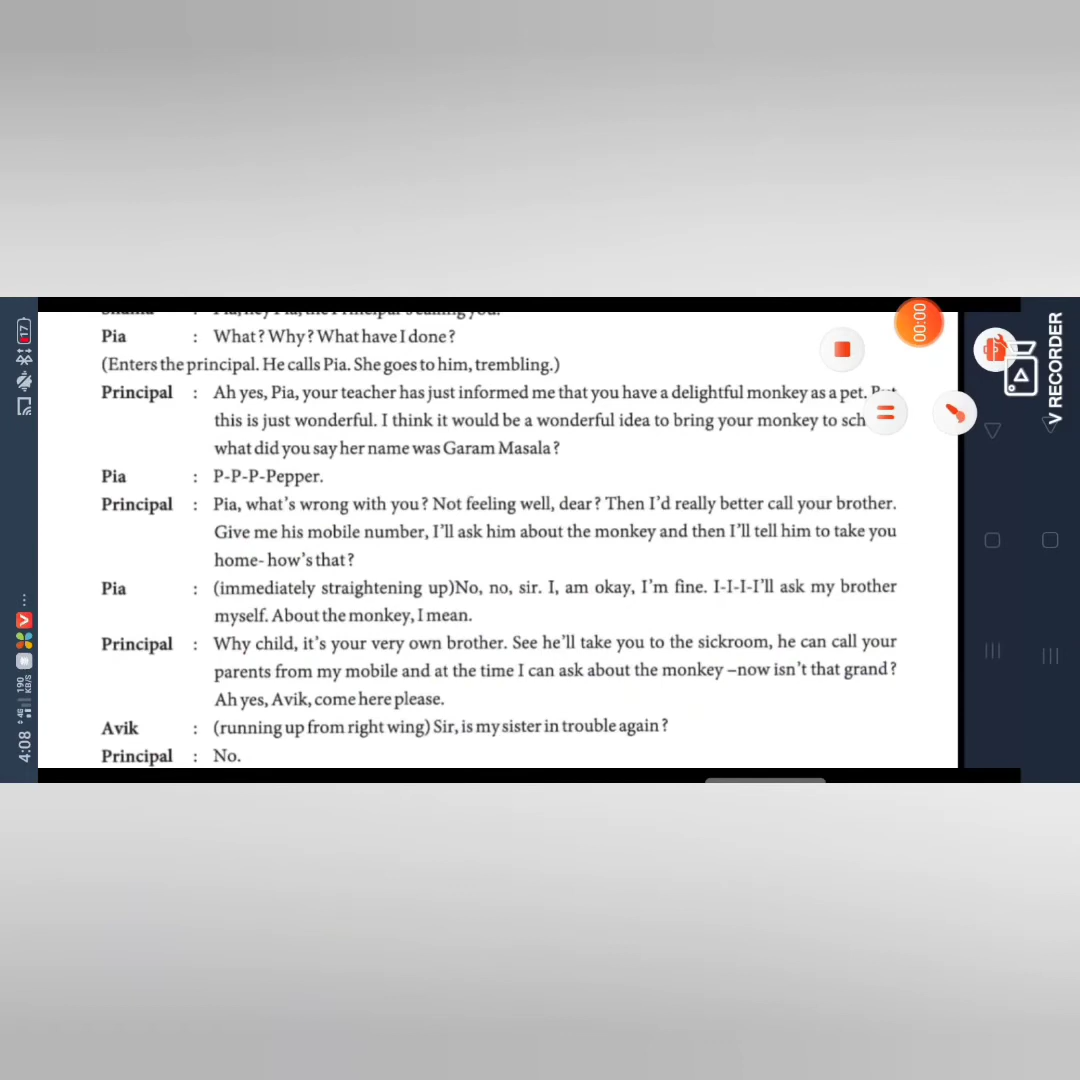 Pia : What? Why? What have I done?
(Enters the principal. He calls Pia. She goes to him, trembling.)
Principal : Ah yes, Pia, your teacher has just informed me that you have a delightful monkey as a pet.
this is just wonderful. I think it would be a wonderful idea to bring your monkey to
what did you say her name was Garam Masala?
Pia : P-P-P-Pepper.
Principal : Pia, what's wrong with you? Not feeling well, dear? Then I'd really better call your brother.
Give me his mobile number, I'll ask him about the monkey and then I'll tell him to take you
home- how's that?
Pia : (immediately straightening up)No, no, sir. I, am okay, I'm fine. I-I-I-I'll ask my brother
myself. About the monkey, I mean.
Principal : Why child, it's your very own brother. See he'll take you to the sickroom, he can call your
parents from my mobile and at the time I can ask about the monkey –now isn't that grand?
Ah yes, Avik, come here please.
Avik : (running up from right wing) Sir, is my sister in trouble again?
Principal : No.
00:00
V RECORDER
17
190 KB/S
4G
4:08